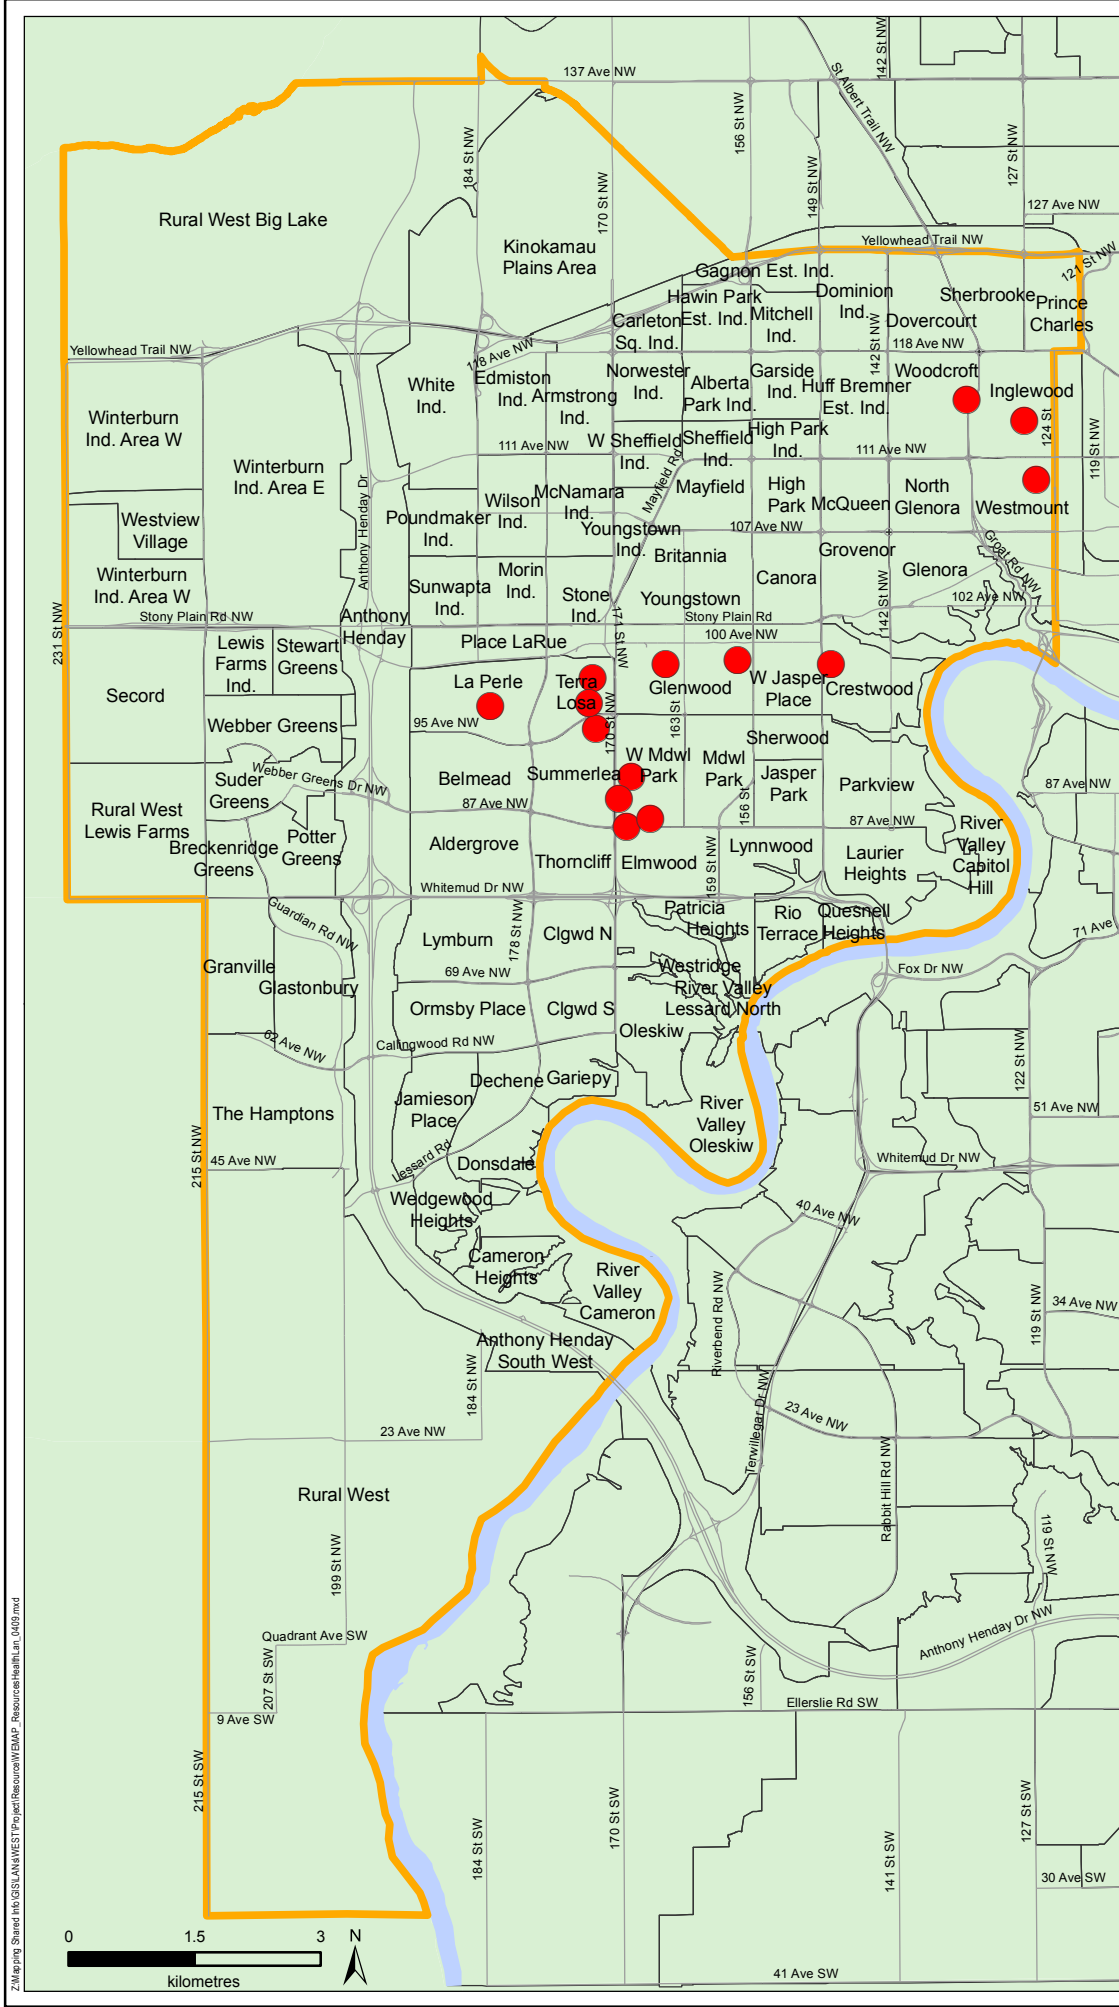 137 Ave NW
142 St NW
St Albert Trail NW
156 St NW
184 St NW
149 St NW
127 St NW
170 St NW
127 Ave NW
Rural West Big Lake
Kinokamau
Plains Area
Yellowhead Trail NW
121 St NW
Gagnon Est. Ind.
Hawin Park
Est. Ind.
Dominion
Ind.
Sherbrooke
Prince
Charles
Carleton
Sq. Ind.
Mitchell
Ind.
Dovercourt
142 St NW
118 Ave NW
Yellowhead Trail NW
118 Ave NW
White
Ind.
Edmiston
Ind.
Armstrong
Ind.
Norwester
Ind.
Alberta
Park Ind.
Garside
Ind.
Huff Bremner
Est. Ind.
Woodcroft
Inglewood
124 St
119 St NW
Winterburn
Ind. Area W
111 Ave NW
W Sheffield
Ind.
Sheffield
Ind.
High Park
Ind.
111 Ave NW
Winterburn
Ind. Area E
Anthony Henday Dr
Mayfield Rd
Mayfield
High
Park
McQueen
North
Glenora
Westmount
Westview
Village
Poundmaker
Ind.
Wilson
Ind.
McNamara
Ind.
Youngstown
Ind.
107 Ave NW
Britannia
Grovenor
Groat Rd NW
Winterburn
Ind. Area W
Sunwapta
Ind.
Morin
Ind.
Stone
Ind.
Canora
Glenora
Youngstown
142 St NW
102 Ave NW
231 St NW
Stony Plain Rd NW
Anthony
Henday
171 St NW
Stony Plain Rd
100 Ave NW
Place LaRue
Lewis
Farms
Ind.
Stewart
Greens
Secord
La Perle
Terra
Losa
Glenwood
W Jasper
Place
Crestwood
Webber Greens
95 Ave NW
170 St NW
163 St
Sherwood
Suder
Greens
Webber Greens Dr NW
Belmead
Summerlea
W Mdwl
Park
Mdwl
Park
Jasper
Park
Parkview
87 Ave NW
Rural West
Lewis Farms
87 Ave NW
156 St
87 Ave NW
Breckenridge
Greens
Potter
Greens
Aldergrove
Thorncliff
Elmwood
159 St NW
Lynnwood
Laurier
Heights
River
Valley
Capitol
Hill
Whitemud Dr NW
Guardian Rd NW
Patricia
Heights
Rio
Terrace
Quesnell
Heights
71 Ave
Lymburn
178 St NW
Clgwd N
Granville
Glastonbury
69 Ave NW
Westridge
Fox Dr NW
River Valley
Lessard North
Ormsby Place
Clgwd S
Oleskiw
62 Ave NW
Callingwood Rd NW
122 St NW
Dechene
Gariepy
The Hamptons
Jamieson
Place
River
Valley
Oleskiw
51 Ave NW
215 St NW
45 Ave NW
Lessard Rd
Donsdale
Whitemud Dr NW
Wedgewood
Heights
40 Ave NW
Cameron
Heights
River
Valley
Cameron
Riverbend Rd NW
119 St NW
34 Ave NW
Anthony Henday
South West
184 St NW
Terwillegar Dr NW
23 Ave NW
23 Ave NW
Rabbit Hill Rd NW
Rural West
199 St NW
119 St NW
Anthony Henday Dr NW
Quadrant Ave SW
207 St SW
156 St SW
9 Ave SW
Ellerslie Rd SW
215 St SW
184 St SW
170 St SW
141 St SW
127 St SW
30 Ave SW
0 1.5 3
kilometres
N
41 Ave SW